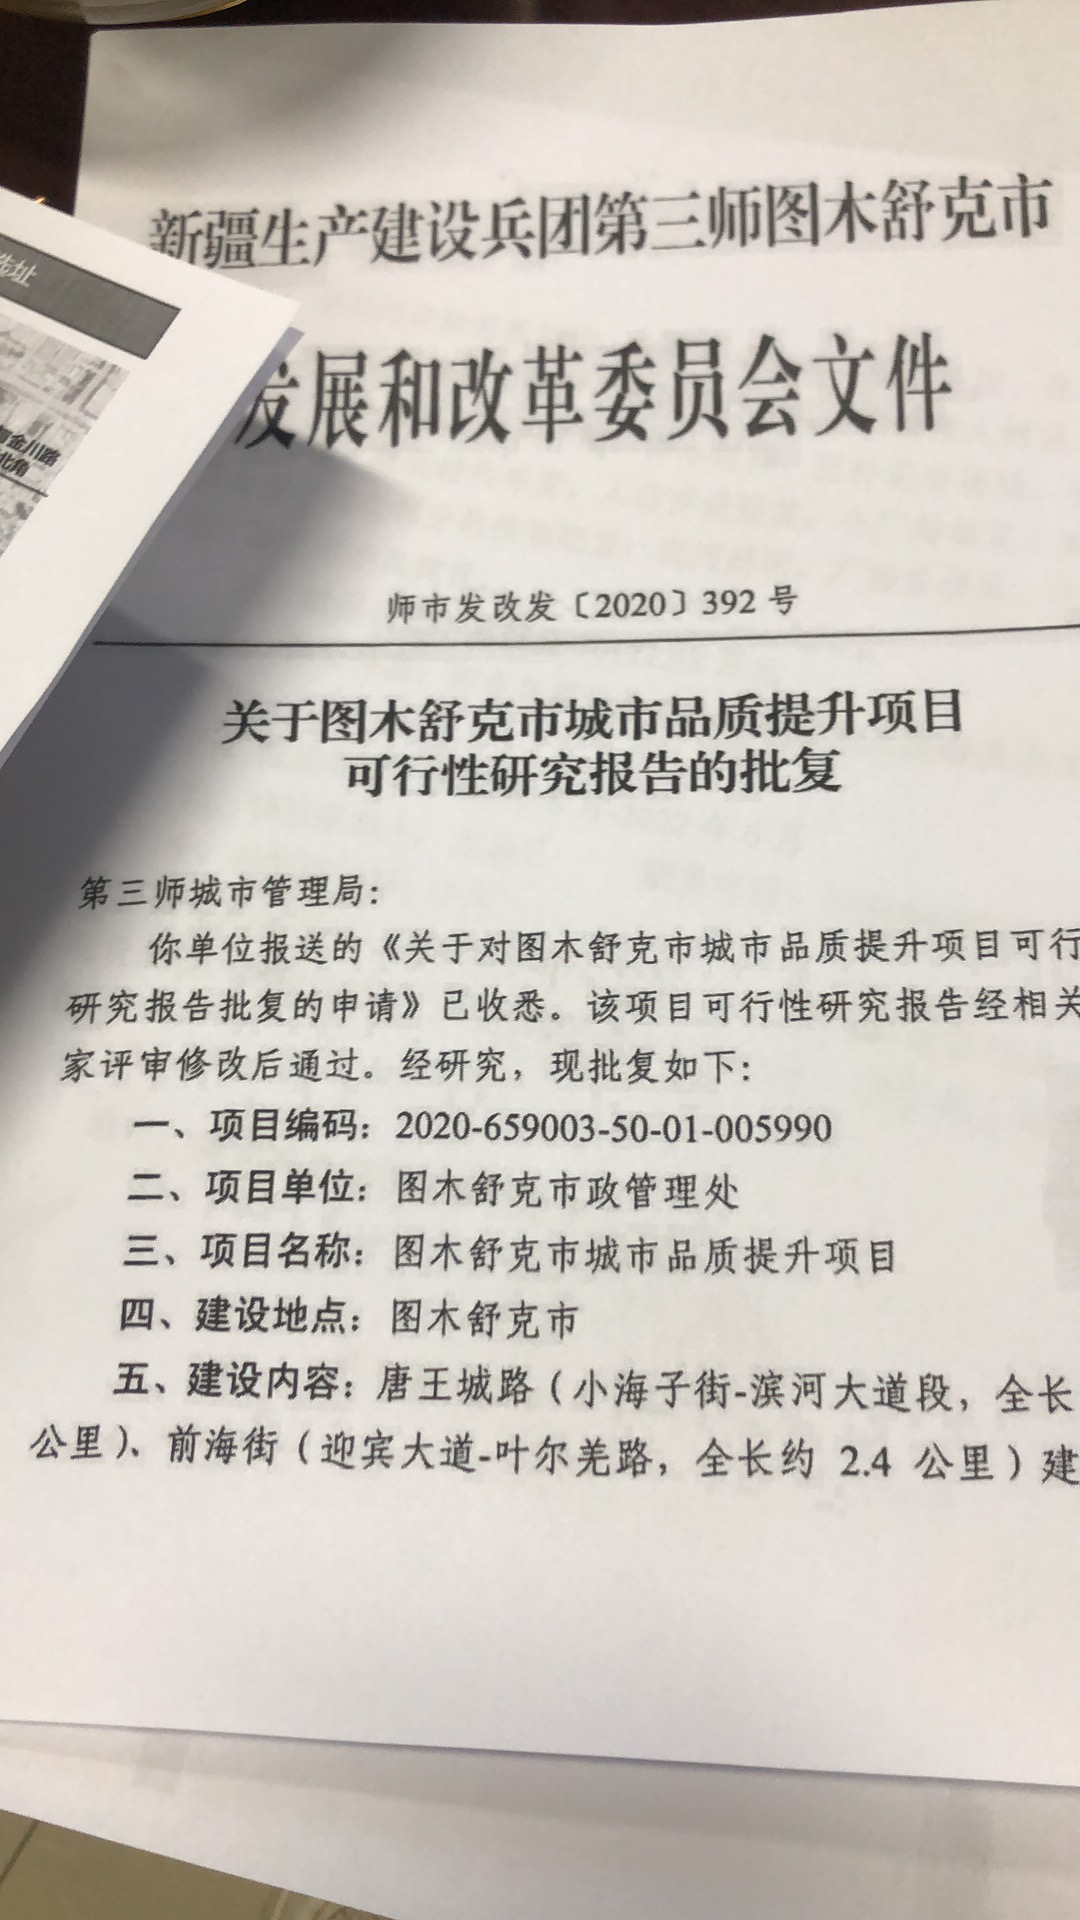 新疆生产建设兵团第三师图木舒克市
发展和改革委员会文件
选址
金川路
北角
师市发改发〔2020〕392 号
关于图木舒克市城市品质提升项目
可行性研究报告的批复
第三师城市管理局：
你单位报送的《关于对图木舒克市城市品质提升项目可行
研究报告批复的申请》已收悉。该项目可行性研究报告经相关
家评审修改后通过。经研究，现批复如下：
一、项目编码：2020-659003-50-01-005990
二、项目单位：图木舒克市政管理处
三、项目名称：图木舒克市城市品质提升项目
四、建设地点：图木舒克市
五、建设内容：唐王城路（小海子街-滨河大道段，全长
公里）、前海街（迎宾大道-叶尔羌路，全长约 2.4 公里）建